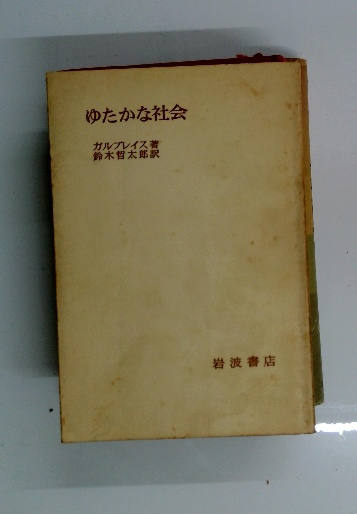 ゆたかな社会
ガルブレイス著
鈴木哲太郎訳
岩波書店